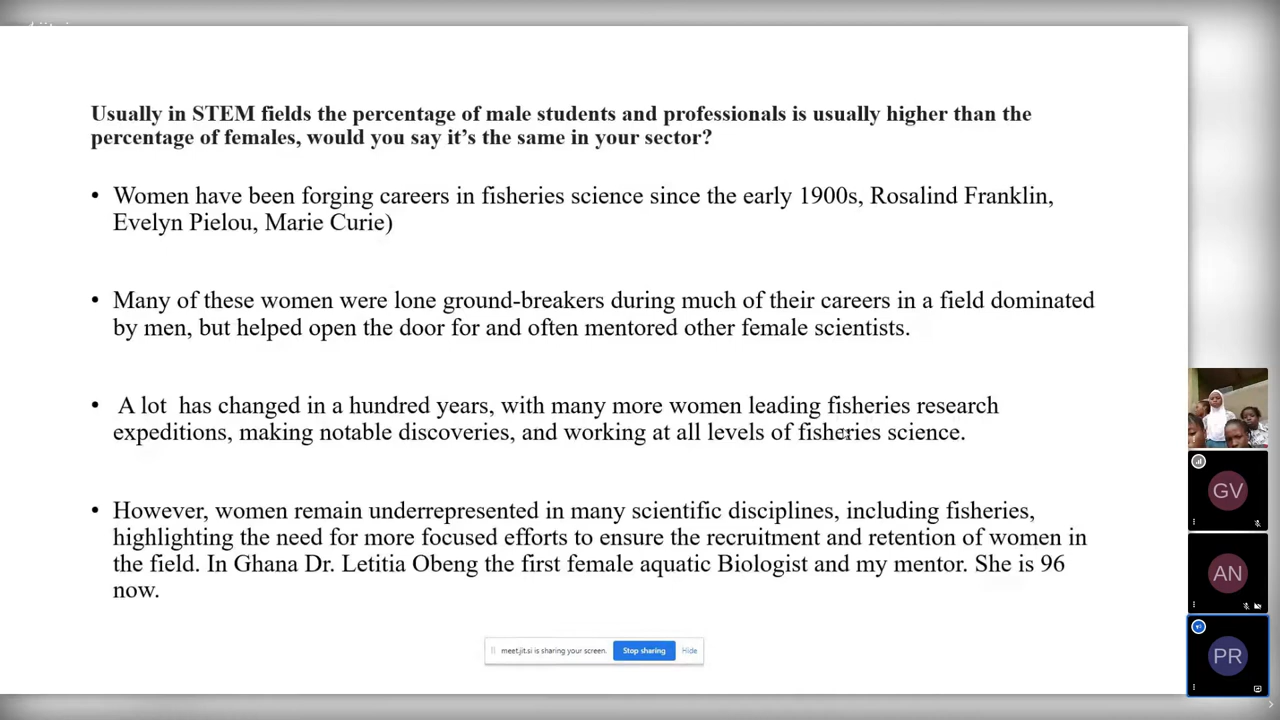 Usually in STEM fields the percentage of male students and professionals is usually higher than the
percentage of females, would you say it’s the same in your sector?
• Women have been forging careers in fisheries science since the early 1900s, Rosalind Franklin,
Evelyn Pielou, Marie Curie)
• Many of these women were lone ground-breakers during much of their careers in a field dominated
by men, but helped open the door for and often mentored other female scientists.
• A lot  has changed in a hundred years, with many more women leading fisheries research
expeditions, making notable discoveries, and working at all levels of fisheries science.
• However, women remain underrepresented in many scientific disciplines, including fisheries,
highlighting the need for more focused efforts to ensure the recruitment and retention of women in
the field. In Ghana Dr. Letitia Obeng the first female aquatic Biologist and my mentor. She is 96
now.
meet.jit.si is sharing your screen. Stop sharing Hide
GV
AN
PR